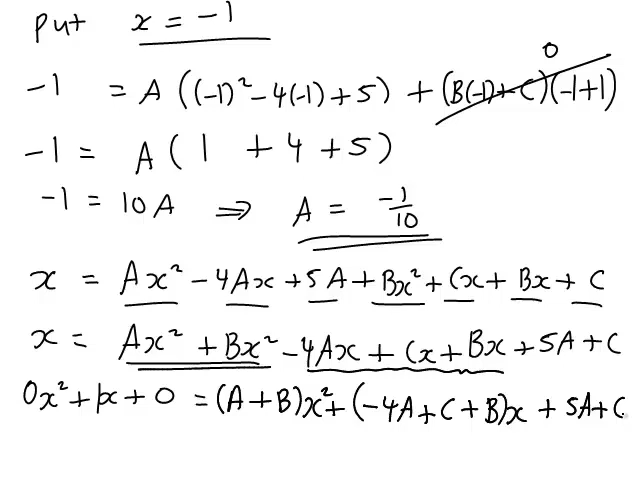 put x = -1
-1 = A((-1)² - 4(-1) + 5) + (B(-1) + C)(-1+1) 0
-1 = A(1 + 4 + 5)
-1 = 10A ⇒ A = -1/10
x = Ax² - 4Ax + 5A + Bx² + Cx + Bx + C
x = Ax² + Bx² - 4Ax + Cx + Bx + 5A + C
0x² + 1x + 0 = (A+B)x² + (-4A + C + B)x + 5A + C